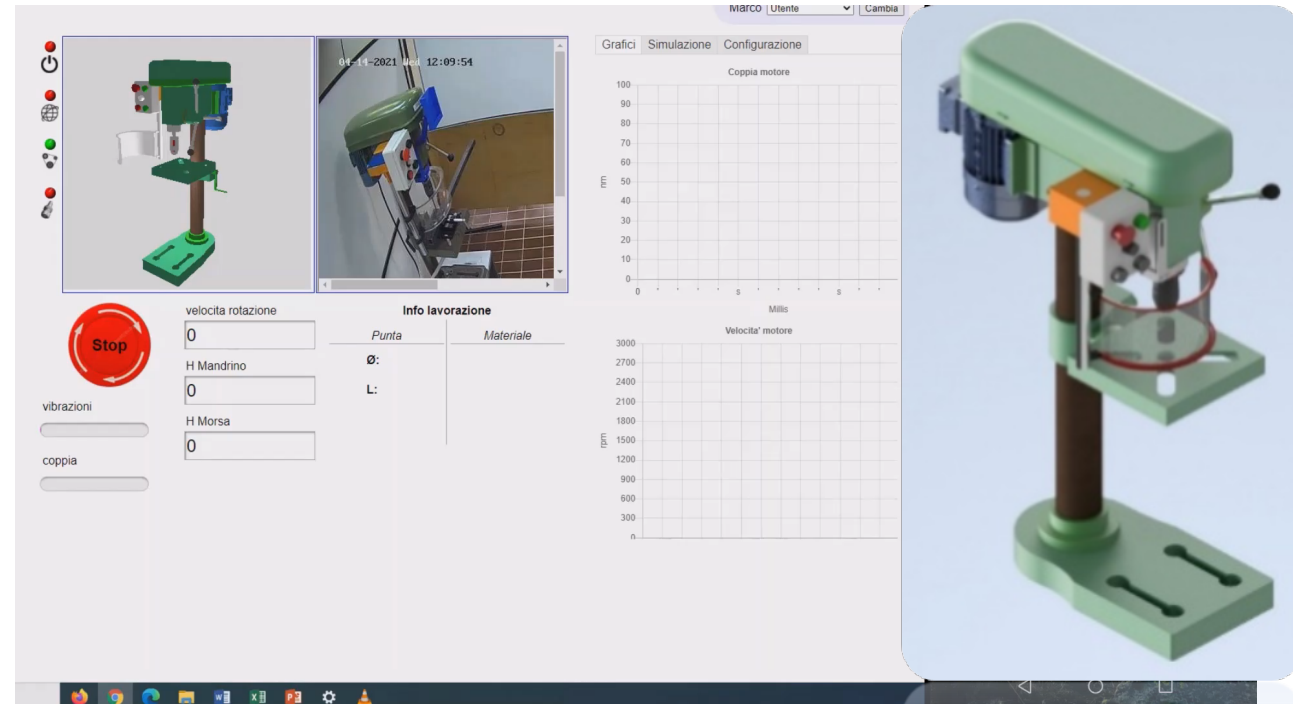 Marco Utente Cambia
04-14-2021 Wed 12:09:54
Grafici Simulazione Configurazione
Coppia motore
100
90
80
70
60
50
40
30
20
10
0
nm
0 s s
Millis
Stop
velocita rotazione
0
H Mandrino
0
H Morsa
0
vibrazioni
coppia
Info lavorazione
Punta Materiale
Ø:
L:
Velocita' motore
3000
2700
2400
2100
1800
1500
1200
900
600
300
0
rpm